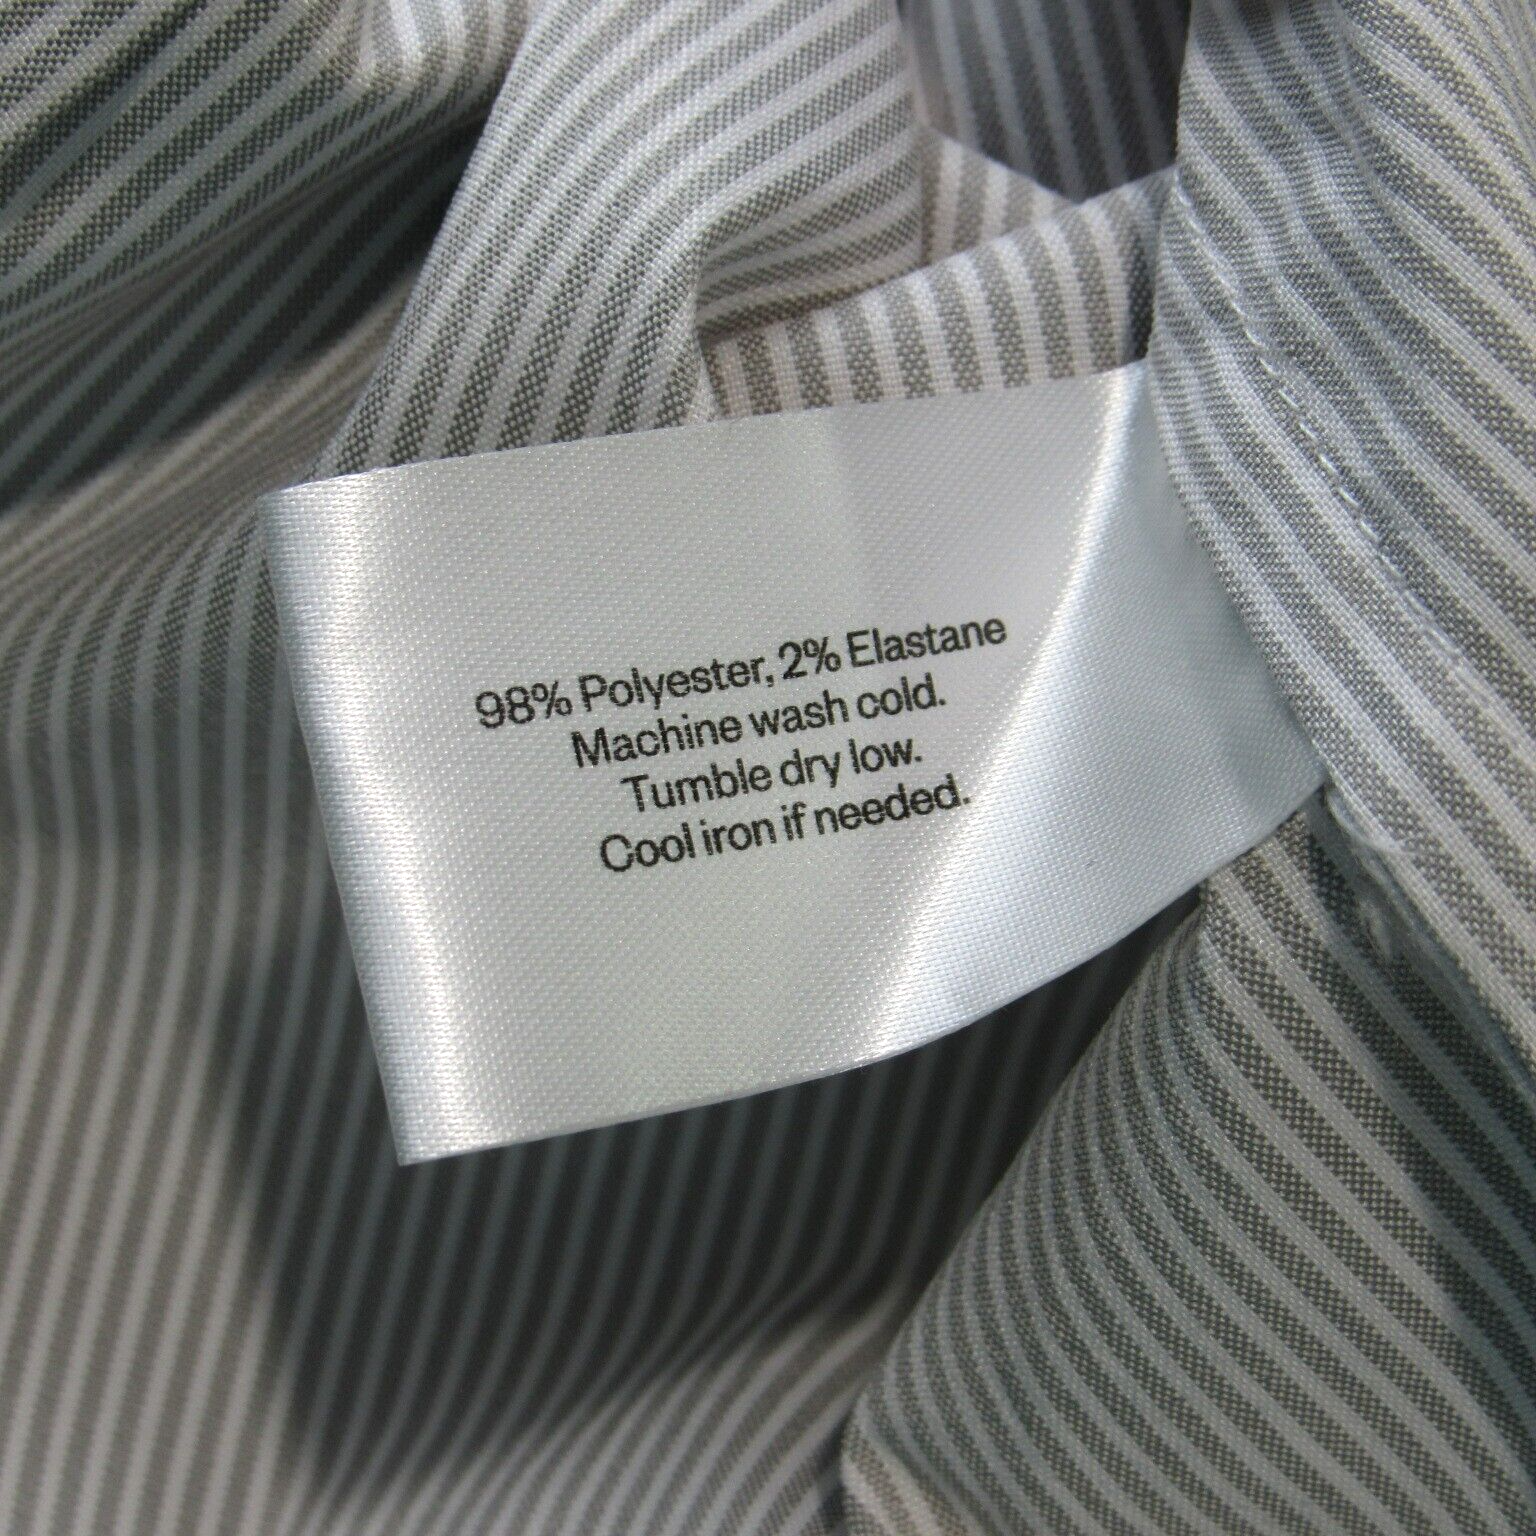 98% Polyester, 2% Elastane
Machine wash cold.
Tumble dry low.
Cool iron if needed.